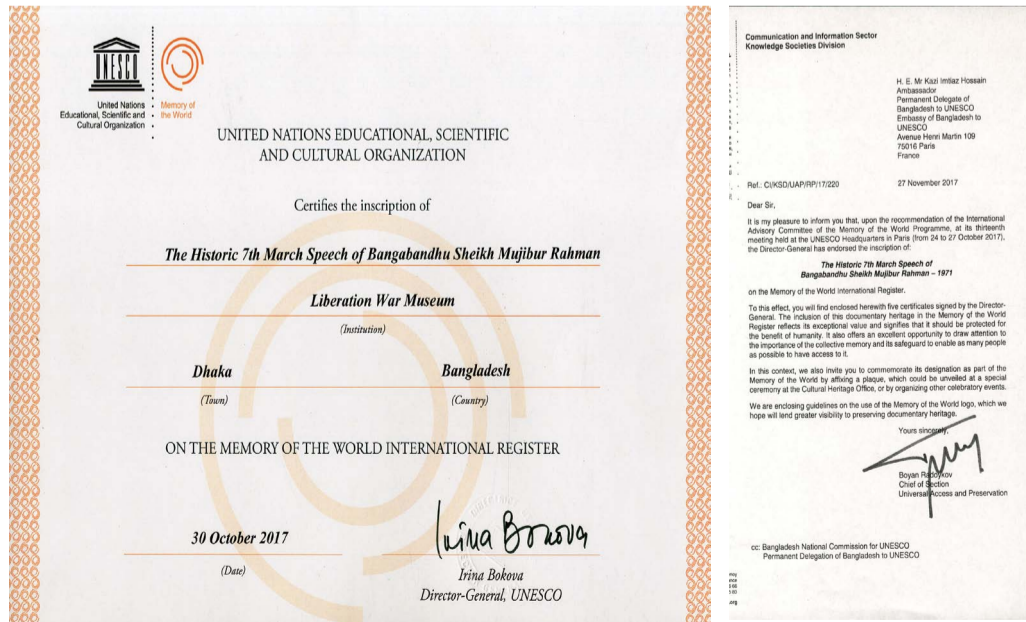 UNESCO
United Nations
Educational, Scientific and
Cultural Organization
Memory of
the World
UNITED NATIONS EDUCATIONAL, SCIENTIFIC
AND CULTURAL ORGANIZATION
Certifies the inscription of
The Historic 7th March Speech of Bangabandhu Sheikh Mujibur Rahman
Liberation War Museum
(Institution)
Dhaka
(Town)
Bangladesh
(Country)
ON THE MEMORY OF THE WORLD INTERNATIONAL REGISTER
30 October 2017
(Date)
Irina Bokova
Irina Bokova
Director-General, UNESCO
Communication and Information Sector
Knowledge Societies Division
H. E. Mr Kazi Imtiaz Hossain
Ambassador
Permanent Delegate of
Bangladesh to UNESCO
Embassy of Bangladesh to
UNESCO
Avenue Henri Martin 109
75016 Paris
France
Ref.: CI/KSD/UAP/RP/17/220
27 November 2017
Dear Sir,
It is my pleasure to inform you that, upon the recommendation of the International
Advisory Committee of the Memory of the World Programme, at its thirteenth
meeting held at the UNESCO Headquarters in Paris (from 24 to 27 October 2017),
the Director-General has endorsed the inscription of:
The Historic 7th March Speech of
Bangabandhu Sheikh Mujibur Rahman – 1971
on the Memory of the World International Register.
To this effect, you will find enclosed herewith five certificates signed by the Director-
General. The inclusion of this documentary heritage in the Memory of the World
Register reflects its exceptional value and signifies that it should be protected for
the benefit of humanity. It also offers an excellent opportunity to draw attention to
the importance of the collective memory and its safeguard to enable as many people
as possible to have access to it.
In this context, we also invite you to commemorate its designation as part of the
Memory of the World by affixing a plaque, which could be unveiled at a special
ceremony at the Cultural Heritage Office, or by organizing other celebratory events.
We are enclosing guidelines on the use of the Memory of the World logo, which we
hope will lend greater visibility to preserving documentary heritage.
Yours sincerely,
Boyan Radoykov
Chief of Section
Universal Access and Preservation
cc: Bangladesh National Commission for UNESCO
Permanent Delegation of Bangladesh to UNESCO